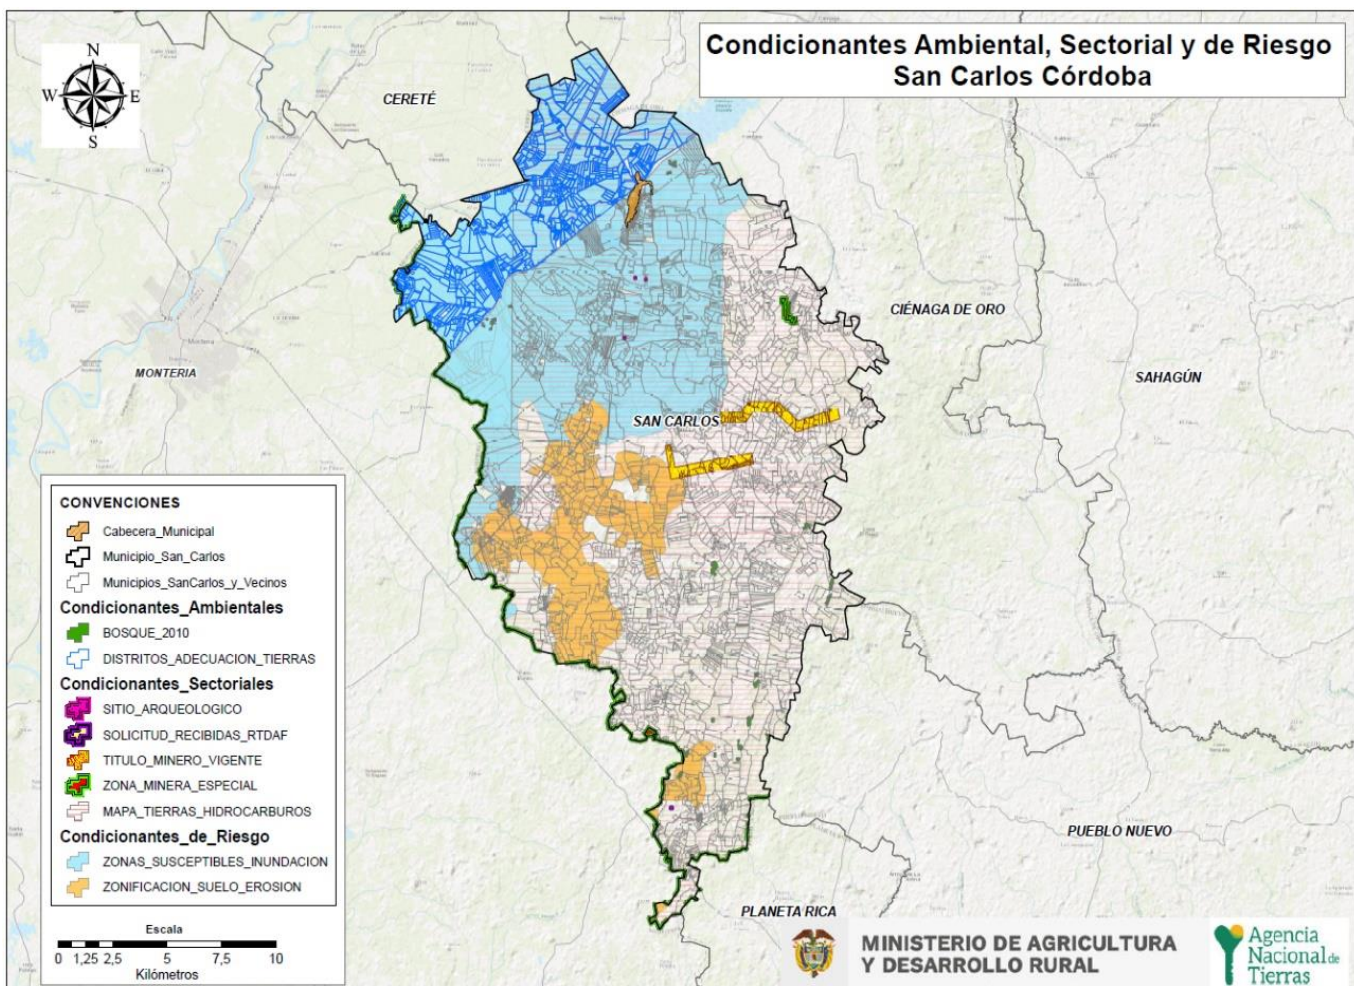 Condicionantes Ambiental, Sectorial y de Riesgo
San Carlos Córdoba
N
W
E
S
CERETÉ
CIÉNAGA DE ORO
MONTERIA
SAHAGÚN
SAN CARLOS
PUEBLO NUEVO
PLANETA RICA
CONVENCIONES
Cabecera_Municipal
Municipio_San_Carlos
Municipios_SanCarlos_y_Vecinos
Condicionantes_Ambientales
BOSQUE_2010
DISTRITOS_ADECUACION_TIERRAS
Condicionantes_Sectoriales
SITIO_ARQUEOLOGICO
SOLICITUD_RECIBIDAS_RTDAF
TITULO_MINERO_VIGENTE
ZONA_MINERA_ESPECIAL
MAPA_TIERRAS_HIDROCARBUROS
Condicionantes_de_Riesgo
ZONAS_SUSCEPTIBLES_INUNDACION
ZONIFICACION_SUELO_EROSION
Escala
0 1,25 2,5 5 7,5 10
Kilómetros
MINISTERIO DE AGRICULTURA
Y DESARROLLO RURAL
Agencia
Nacional de
Tierras